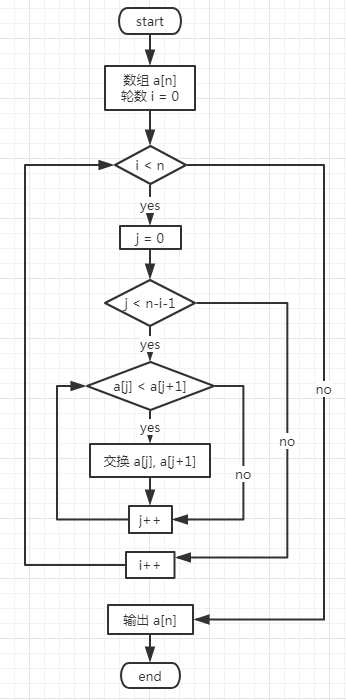 start
数组 a[n]
轮数 i = 0
i < n
yes
j = 0
j < n-i-1
yes
a[j] < a[j+1]
no
yes
no
交换 a[j], a[j+1]
no
j++
i++
输出 a[n]
end